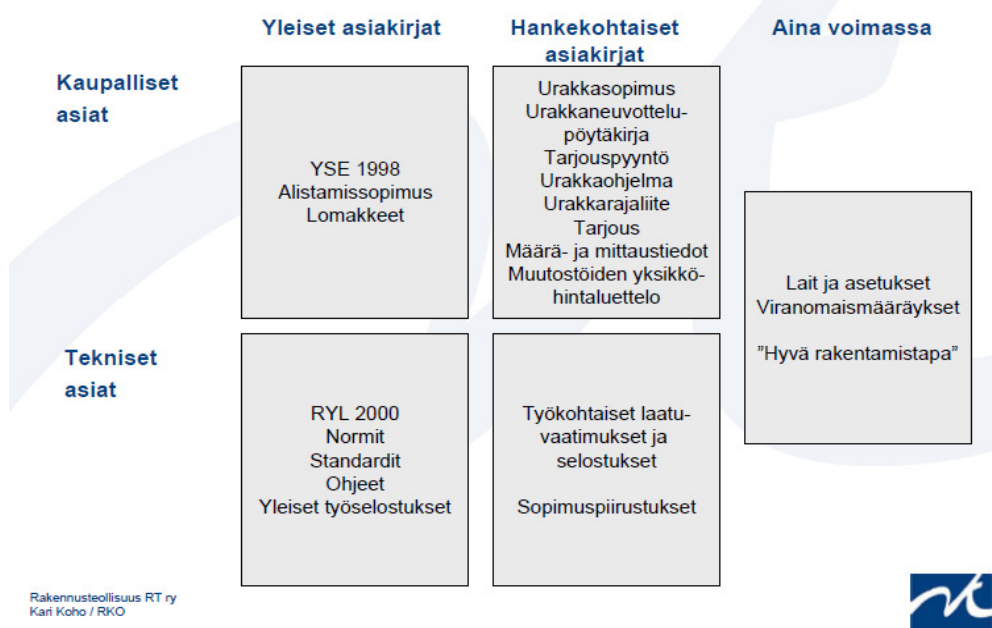 Yleiset asiakirjat
Hankekohtaiset
asiakirjat
Aina voimassa
Kaupalliset
asiat
YSE 1998
Alistamissopimus
Lomakkeet
Urakkasopimus
Urakkaneuvottelu-
pöytäkirja
Tarjouspyyntö
Urakkaohjelma
Urakkarajaliite
Tarjous
Määrä- ja mittaustiedot
Muutostöiden yksikkö-
hintaluettelo
Lait ja asetukset
Viranomaismääräykset
"Hyvä rakentamistapa"
Tekniset
asiat
RYL 2000
Normit
Standardit
Ohjeet
Yleiset työselostukset
Työkohtaiset laatu-
vaatimukset ja
selostukset
Sopimuspiirustukset
Rakennusteollisuus RT ry
Kari Koho / RKO